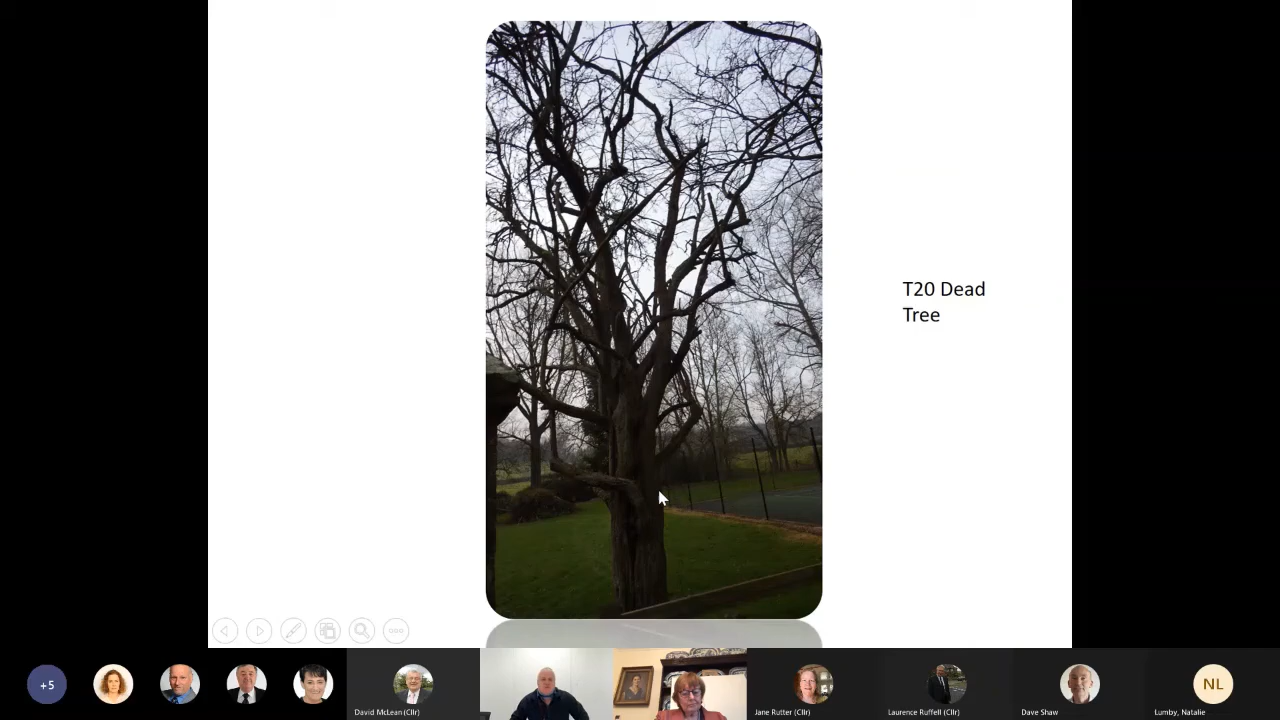 T20 Dead
Tree
+5
David McLean (Cllr)
Jane Rutter (Cllr)
Laurence Ruffell (Cllr)
Dave Shaw
NL
Lumby, Natalie